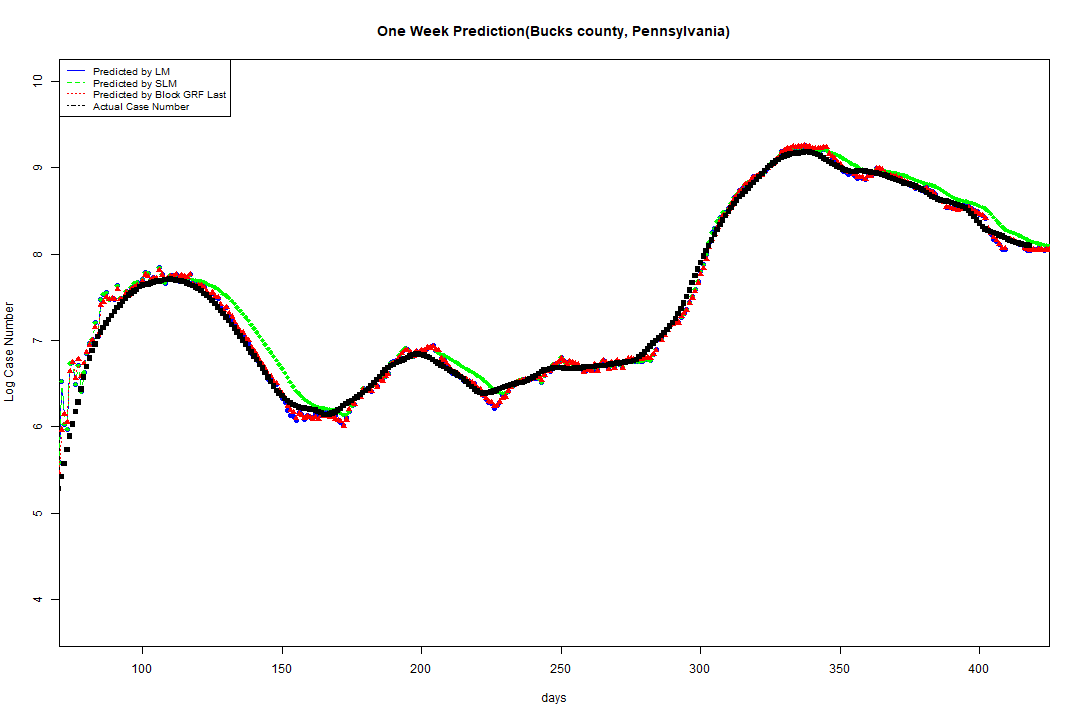 One Week Prediction(Bucks county, Pennsylvania)
Predicted by LM
Predicted by SLM
Predicted by Block GRF Last
Actual Case Number
10
9
8
7
6
5
4
Log Case Number
100 150 200 250 300 350 400
days